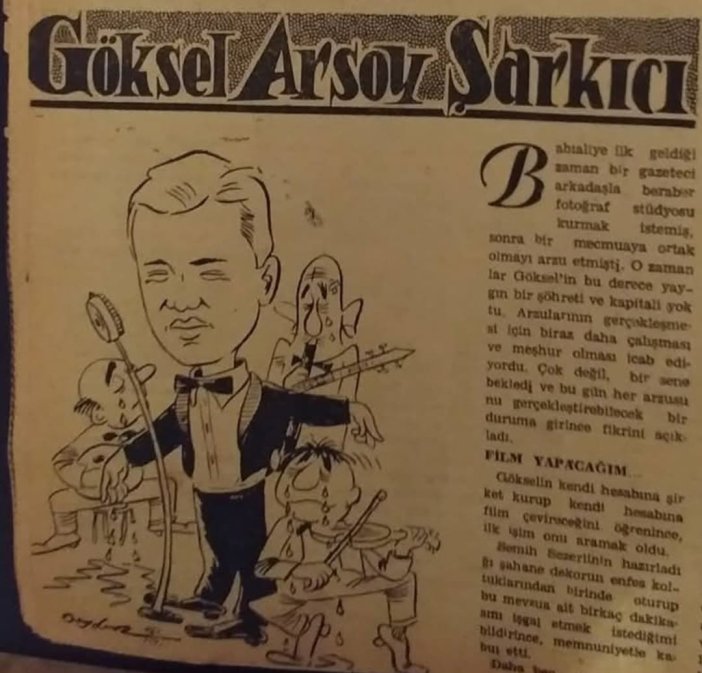 Göksel Arsoy Şarkıcı
Babıaliye ilk geldiği
zaman bir gazeteci
arkadaşla beraber
fotoğraf stüdyosu
kurmak istemiş,
sonra bir mecmuaya ortak
olmayı arzu etmişti. O zaman
lar Göksel'in bu derece yay-
gın bir şöhreti ve kapitali yok
tu. Arzularının gerçekleşme-
si için biraz daha çalışması
ve meşhur olması icab edi-
yordu. Çok değil, bir sene
bekledi ve bu gün her arzusu
nu gerçekleştirebilecek bir
duruma girince fikrini açık-
ladı.
FİLM YAPACAĞIM...
Gökselin kendi hesabına şir
ket kurup kendi hesabına
film çevireceğini öğrenince,
ilk işim onu aramak oldu.
Semih Sezerlinin hazırladı
ğı şahane dekorun enfes kol-
tuklarından birinde oturup
bu mevzua ait birkaç dakika-
sını işgal etmek istediğimi
bildirince, memnuniyetle ka-
bul etti.
Daha